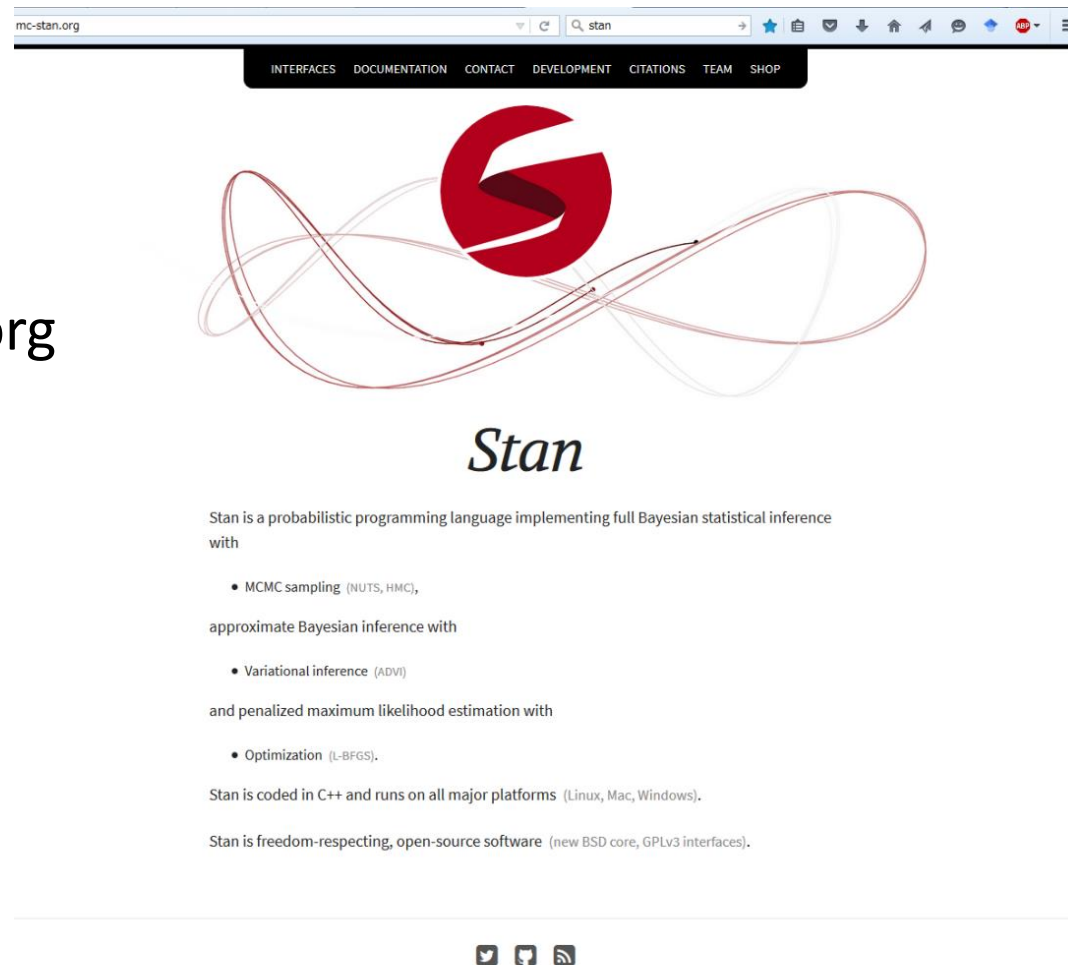 mc-stan.org
stan
ABP
INTERFACES DOCUMENTATION CONTACT DEVELOPMENT CITATIONS TEAM SHOP
rg
Stan
Stan is a probabilistic programming language implementing full Bayesian statistical inference
with
• MCMC sampling (NUTS, HMC),
approximate Bayesian inference with
• Variational inference (ADVI)
and penalized maximum likelihood estimation with
• Optimization (L-BFGS).
Stan is coded in C++ and runs on all major platforms (Linux, Mac, Windows).
Stan is freedom-respecting, open-source software (new BSD core, GPLv3 interfaces).